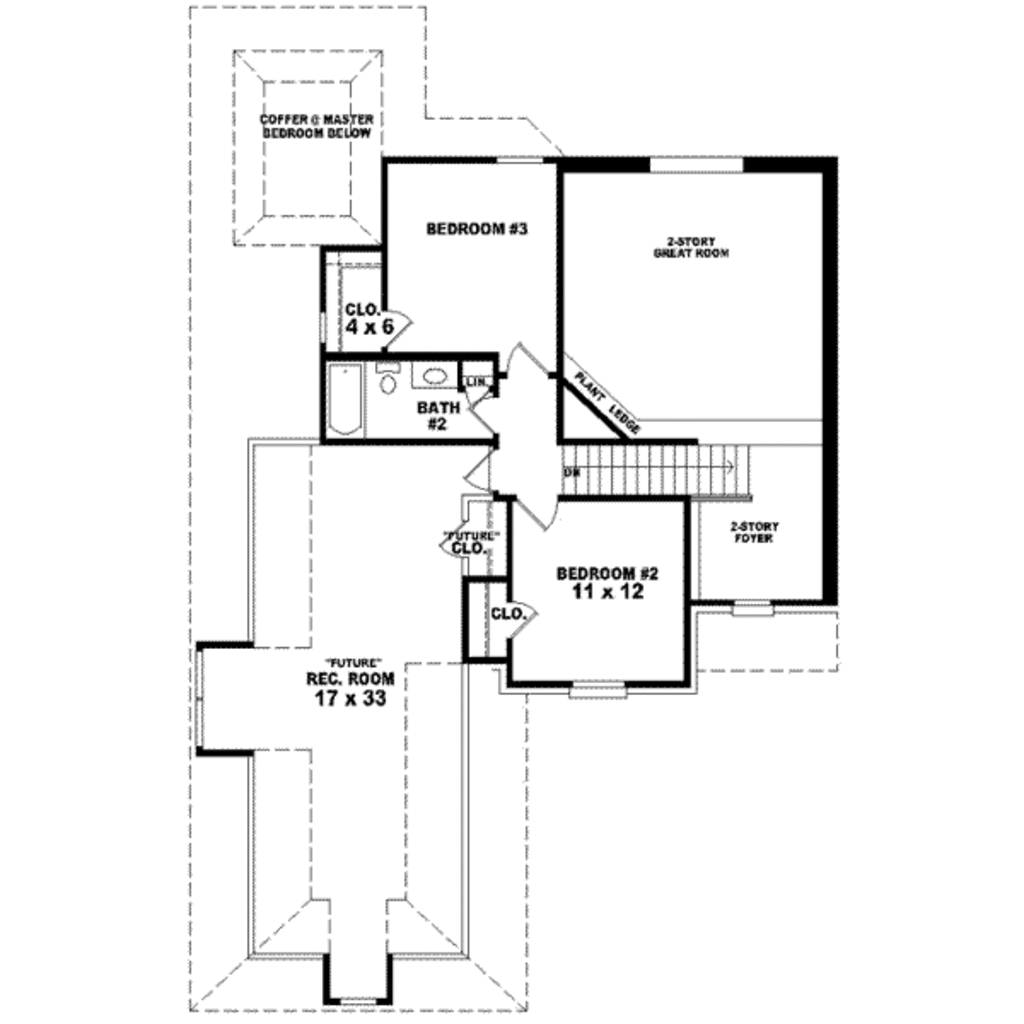 COFFER @ MASTER
BEDROOM BELOW
BEDROOM #3
2-STORY
GREAT ROOM
CLO.
4 x 6
LIN.
PLANT LEDGE
BATH
#2
DN
2-STORY
FOYER
"FUTURE"
CLO.
BEDROOM #2
11 x 12
CLO.
"FUTURE"
REC. ROOM
17 x 33